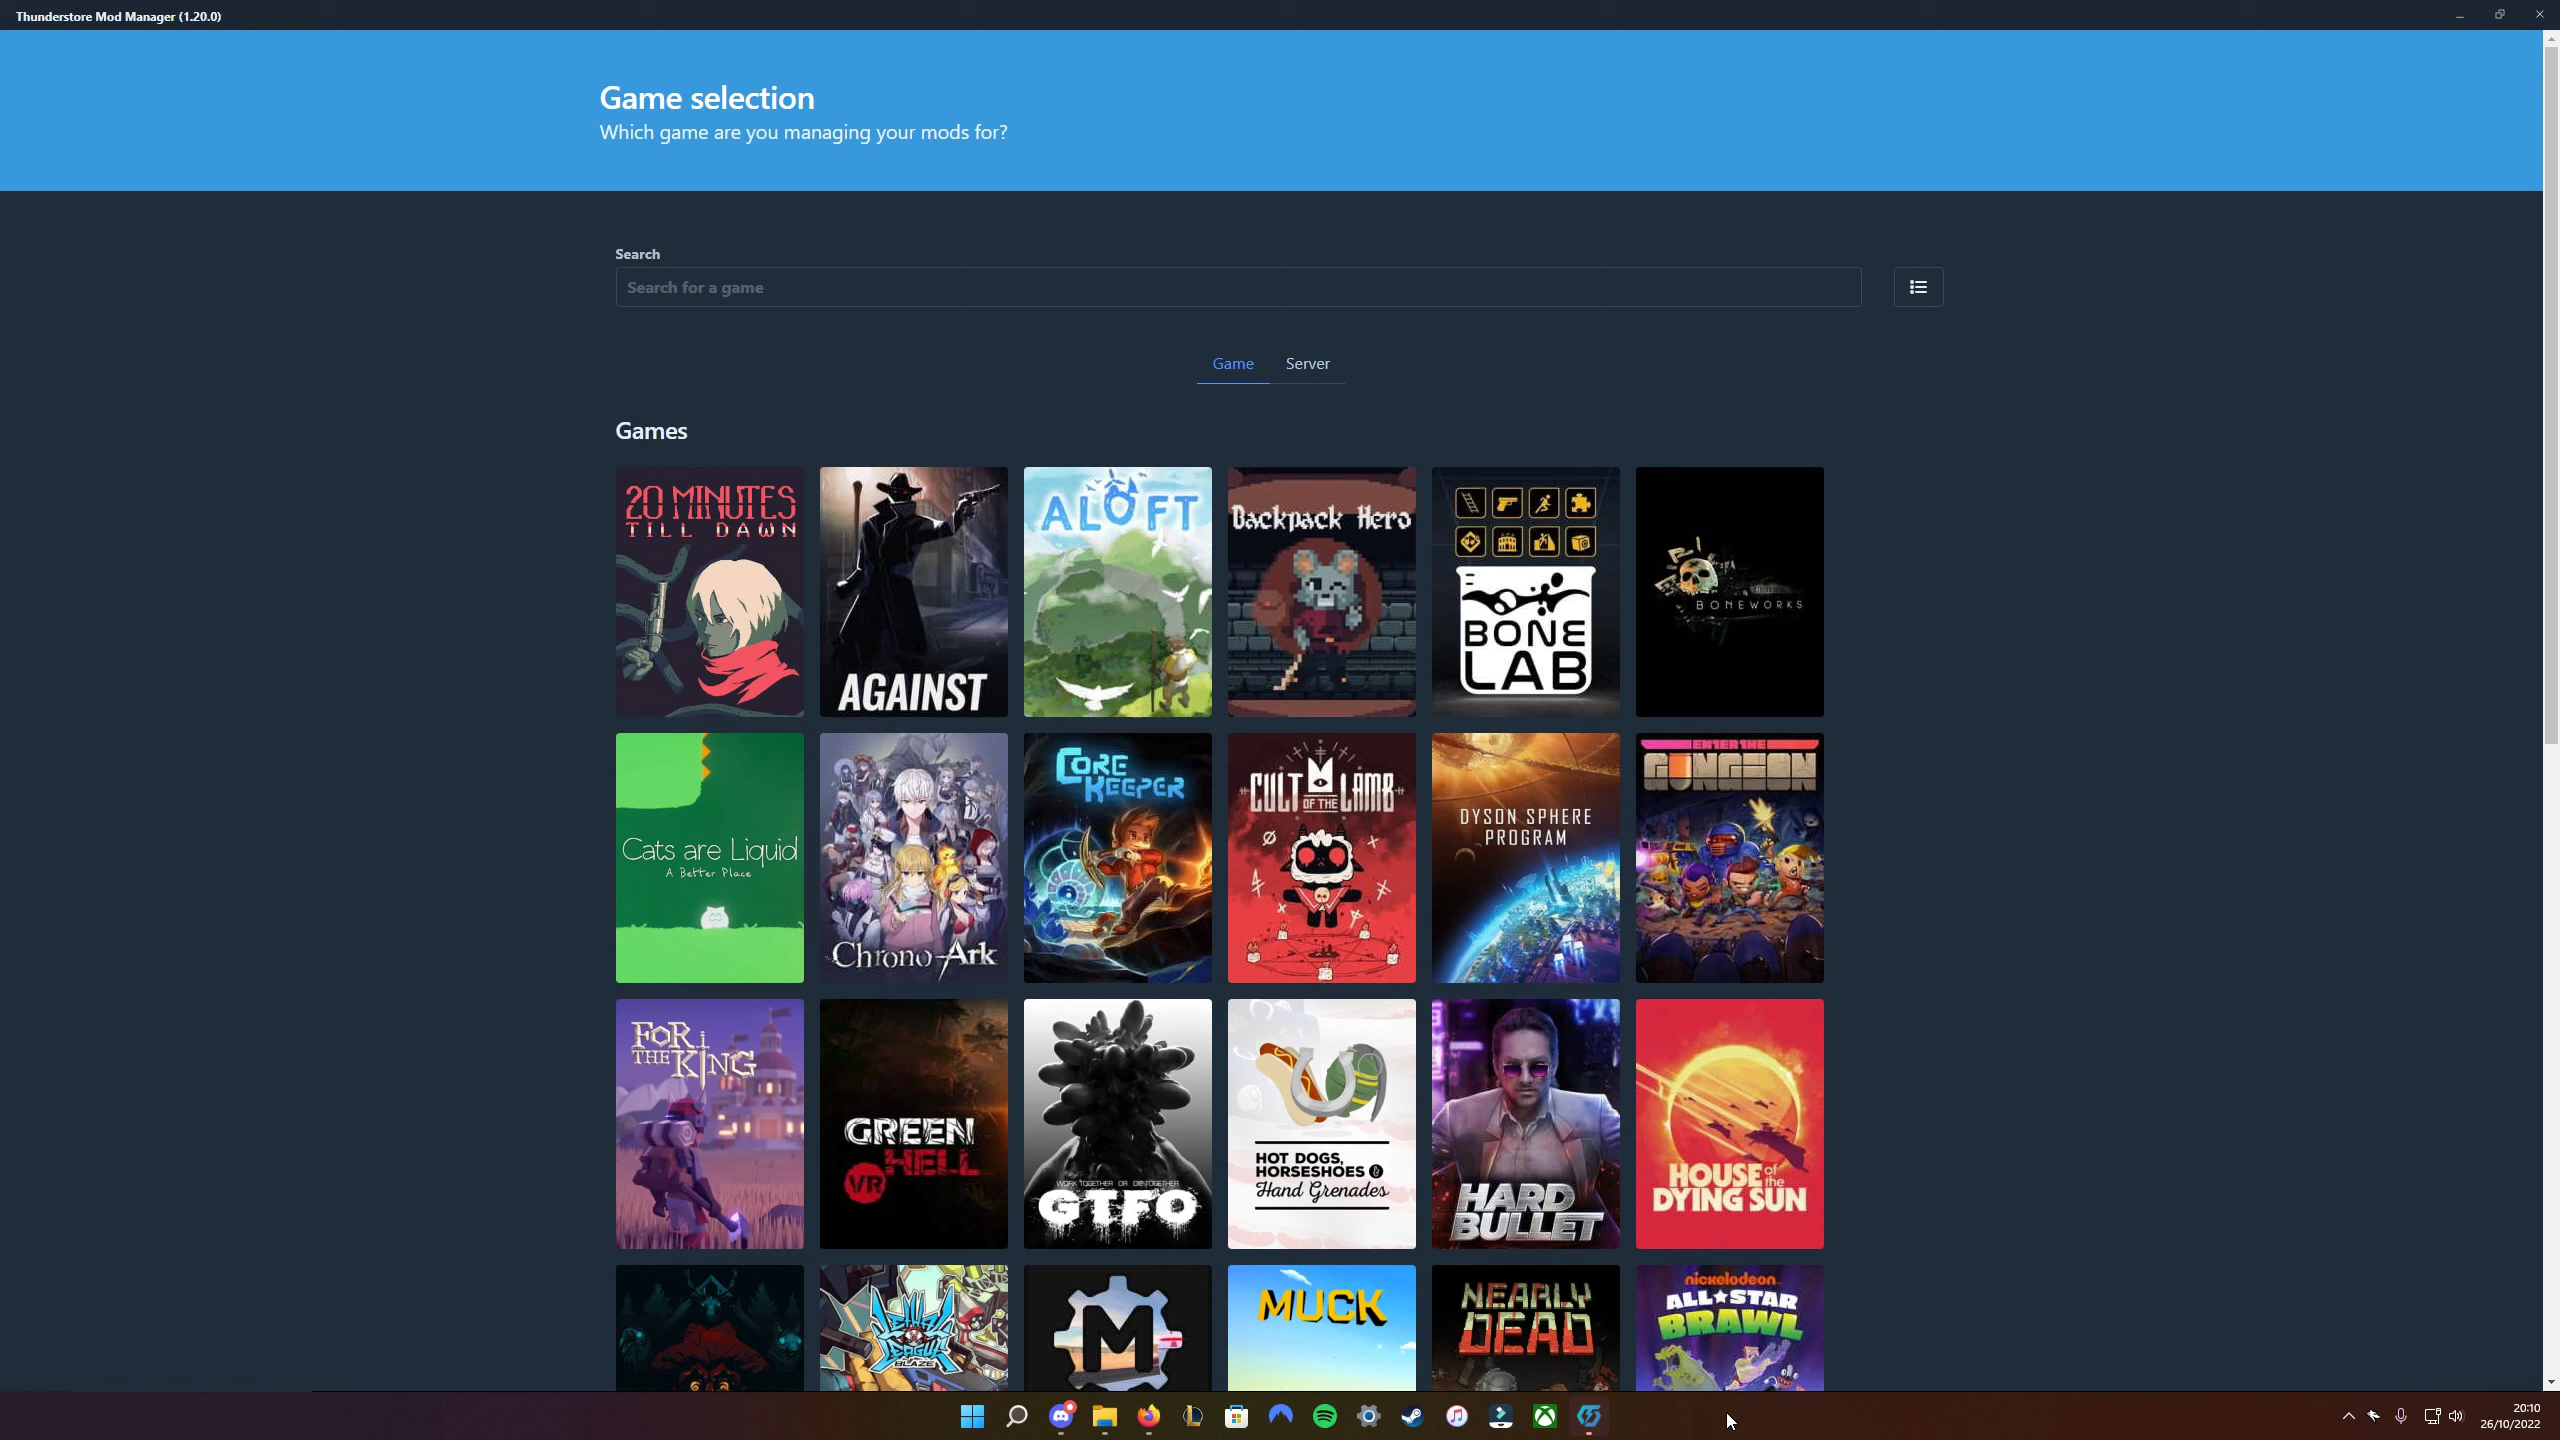 Thunderstore Mod Manager (1.20.0)
Game selection
Which game are you managing your mods for?
Search
Search for a game
Game
Server
Games
20 MINUTES
TILL DAWN
AGAINST
ALOFT
Backpack Hero
BONE
LAB
BONEWORKS
Cats are Liquid
A Better Place
Chrono Ark
CORE
KEEPER
CULT OF THE LAMB
DYSON SPHERE
PROGRAM
ENTER THE
GUNGEON
FOR
THE KING
GREEN
HELL
VR
WORK TOGETHER OR DIE TOGETHER
GTFO
HOT DOGS,
HORSESHOES &
Hand Grenades
HARD
BULLET
HOUSE of the
DYING SUN
LETHAL
LEAGUE
BLAZE
M
MUCK
NEARLY
DEAD
nickelodeon
ALL★STAR
BRAWL
20:10
26/10/2022